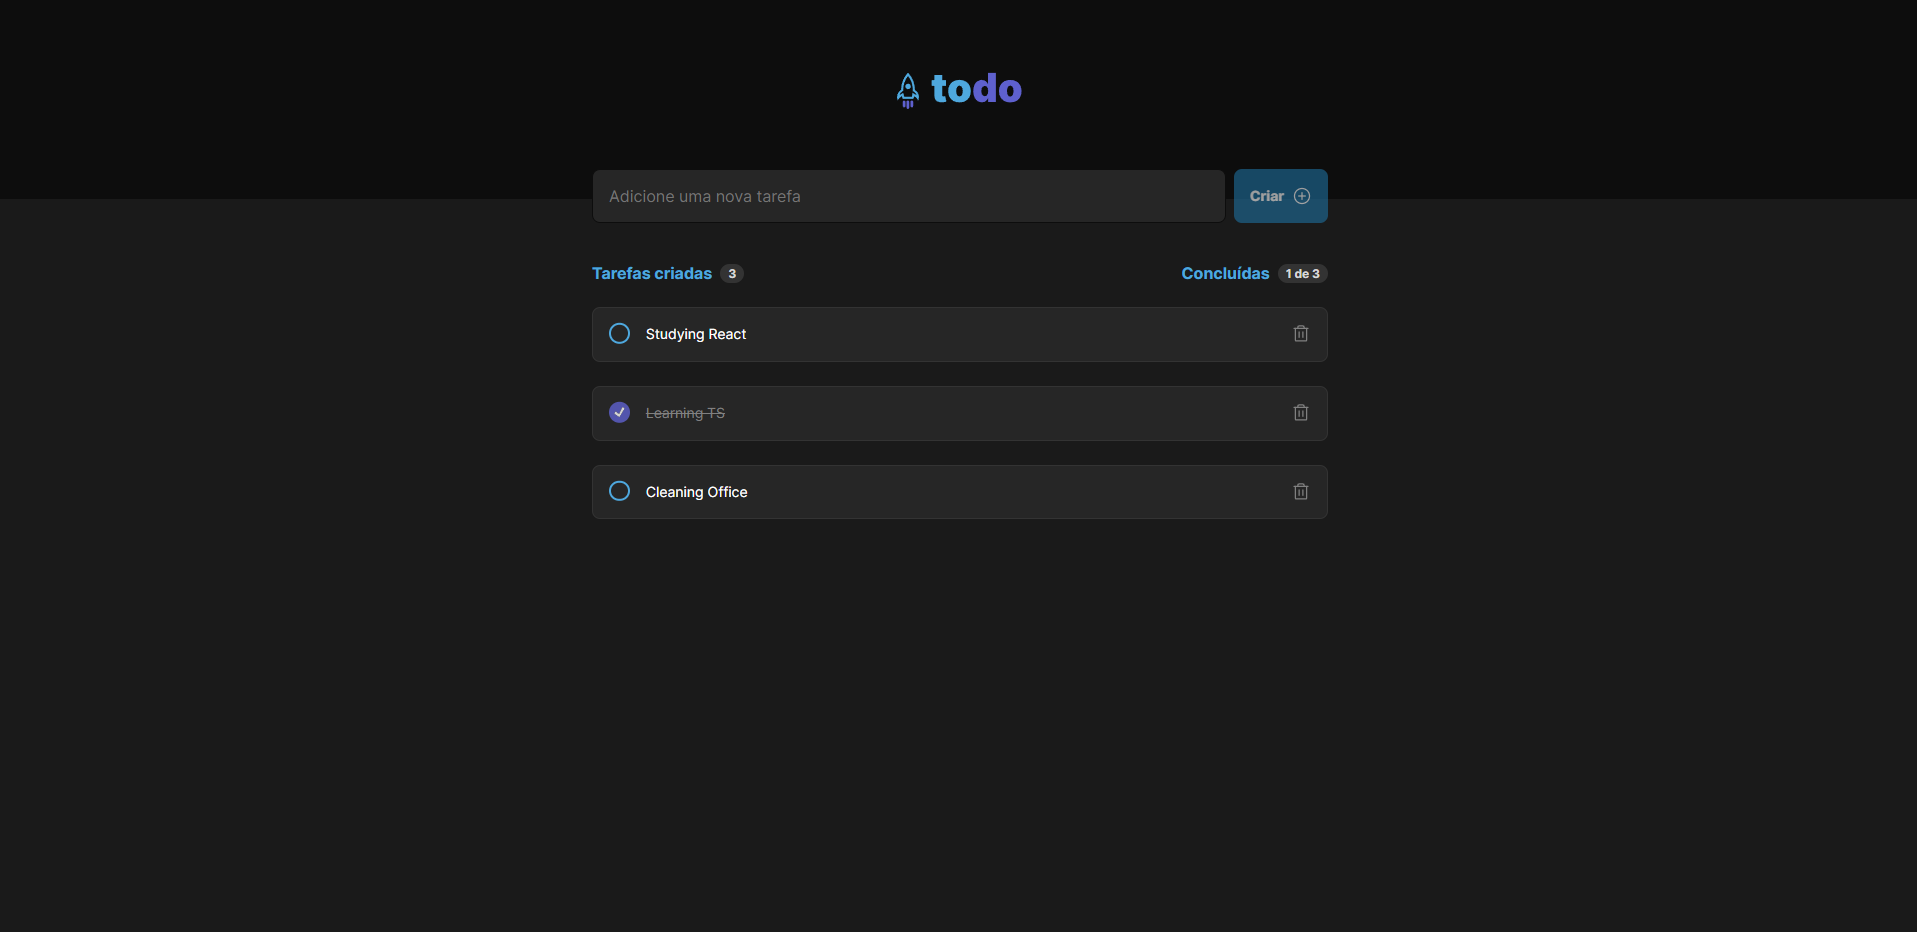 todo
Adicione uma nova tarefa
Criar
Tarefas criadas 3
Concluídas 1 de 3
Studying React
Learning TS
Cleaning Office